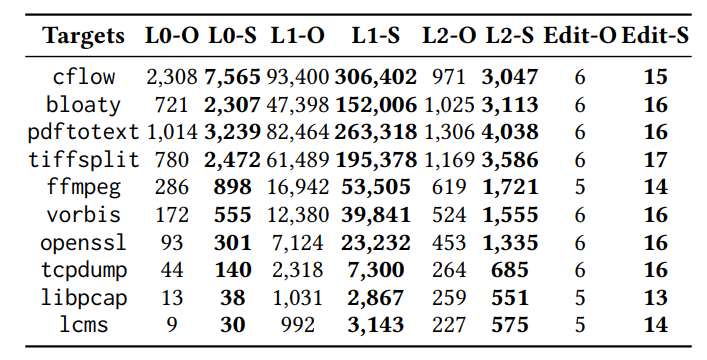 Targets L0-O L0-S L1-O L1-S L2-O L2-S Edit-O Edit-S
cflow 2,308 7,565 93,400 306,402 971 3,047 6 15
bloaty 721 2,307 47,398 152,006 1,025 3,113 6 16
pdftotext 1,014 3,239 82,464 263,318 1,306 4,038 6 16
tiffsplit 780 2,472 61,489 195,378 1,169 3,586 6 17
ffmpeg 286 898 16,942 53,505 619 1,721 5 14
vorbis 172 555 12,380 39,841 524 1,555 6 16
openssl 93 301 7,124 23,232 453 1,335 6 16
tcpdump 44 140 2,318 7,300 264 685 6 16
libpcap 13 38 1,031 2,867 259 551 5 13
lcms 9 30 992 3,143 227 575 5 14